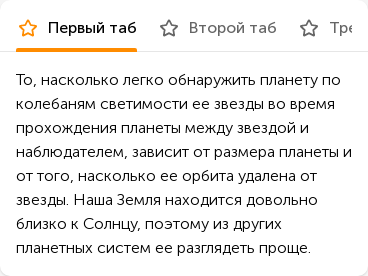 Первый таб Второй таб Тре
То, насколько легко обнаружить планету по
колебаням светимости ее звезды во время
прохождения планеты между звездой и
наблюдателем, зависит от размера планеты и
от того, насколько ее орбита удалена от
звезды. Наша Земля находится довольно
близко к Солнцу, поэтому из других
планетных систем ее разглядеть проще.